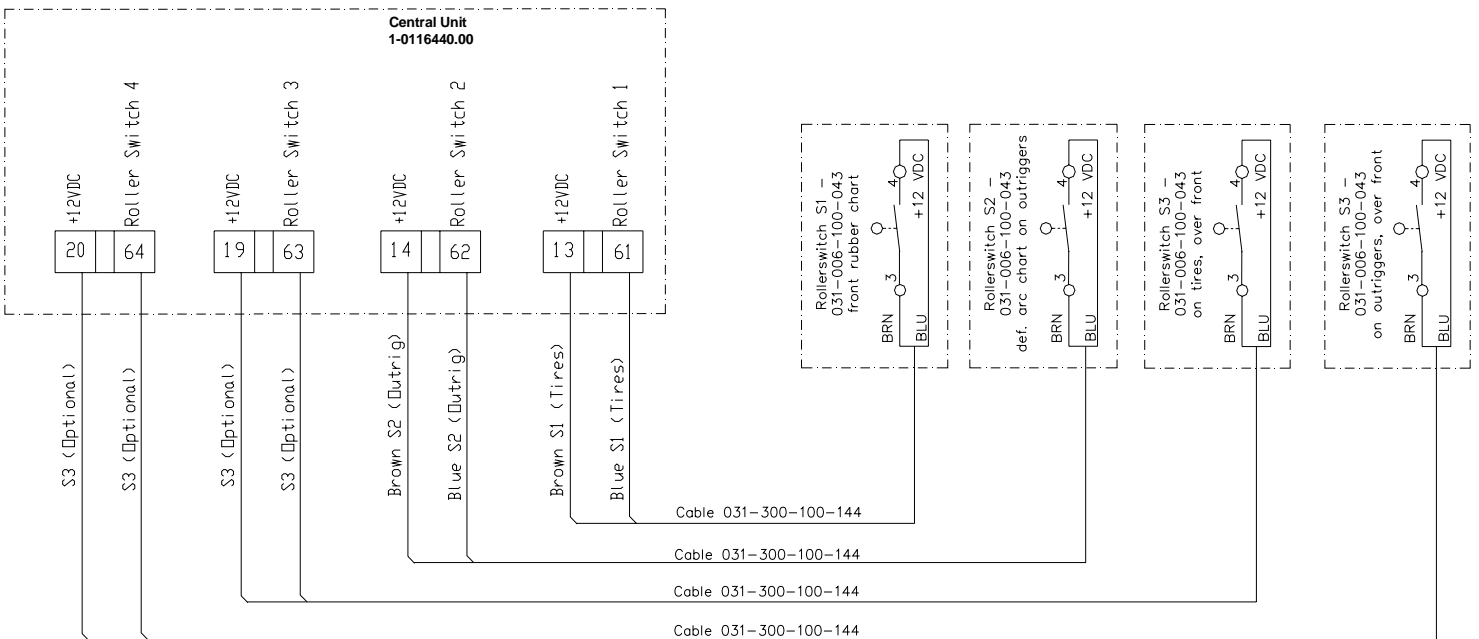 Central Unit
1-0116440.00
+12VDC
Roller Switch 4
+12VDC
Roller Switch 3
+12VDC
Roller Switch 2
+12VDC
Roller Switch 1
20
64
19
63
14
62
13
61
S3 (Optional)
S3 (Optional)
S3 (Optional)
S3 (Optional)
Brown S2 (Outrig)
Blue S2 (Outrig)
Brown S1 (Tires)
Blue S1 (Tires)
Rollerswitch S1 –
031-006-100-043
front rubber chart
4
+12 VDC
3
BRN
BLU
Rollerswitch S2 –
031-006-100-043
def. arc chart on outriggers
4
+12 VDC
3
BRN
BLU
Rollerswitch S3 –
031-006-100-043
on tires, over front
4
+12 VDC
3
BRN
BLU
Rollerswitch S3 –
031-006-100-043
on outriggers, over front
4
+12 VDC
3
BRN
BLU
Cable 031-300-100-144
Cable 031-300-100-144
Cable 031-300-100-144
Cable 031-300-100-144